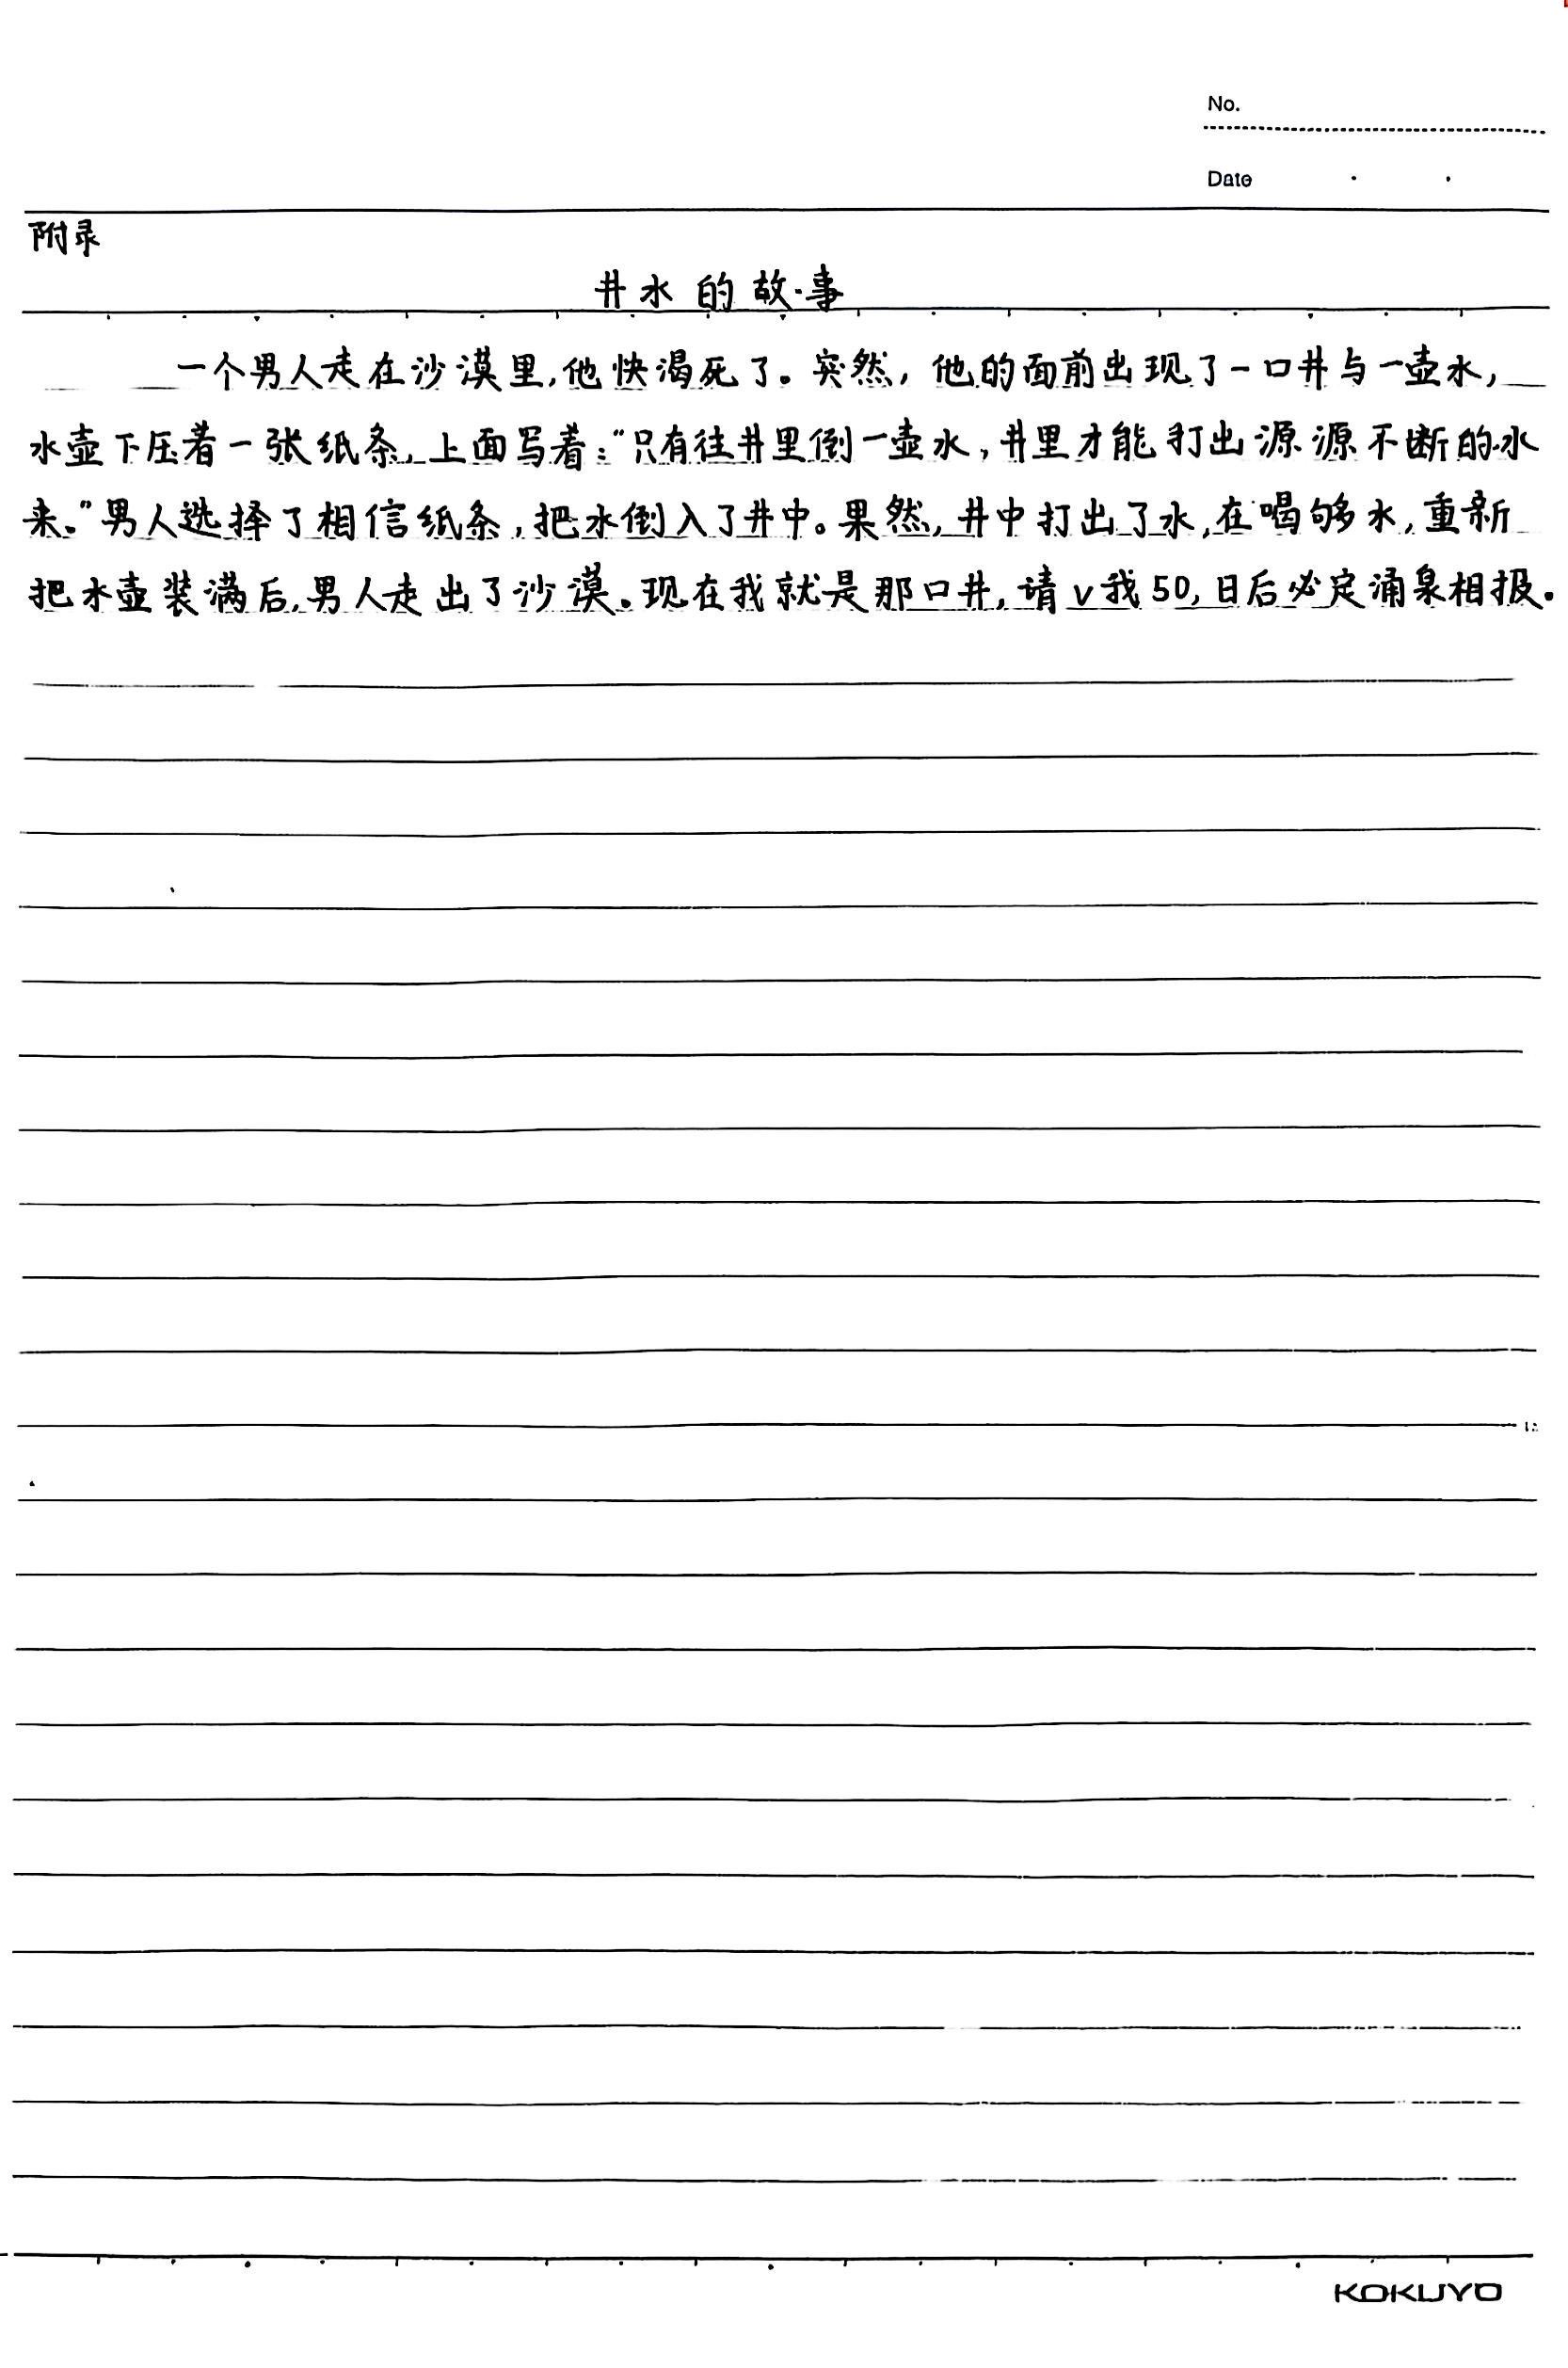 No.
Date
附录
井水的故事
一个男人走在沙漠里,他快渴死了。突然,他的面前出现了一口井与一壶水,
水壶下压着一张纸条,上面写着:“只有往井里倒一壶水,井里才能打出源源不断的水
来。”男人选择了相信纸条,把水倒入了井中。果然,井中打出了水,在喝够水,重新
把水壶装满后,男人走出了沙漠。现在我就是那口井,请v我50,日后必定涌泉相报。
KOKUYO